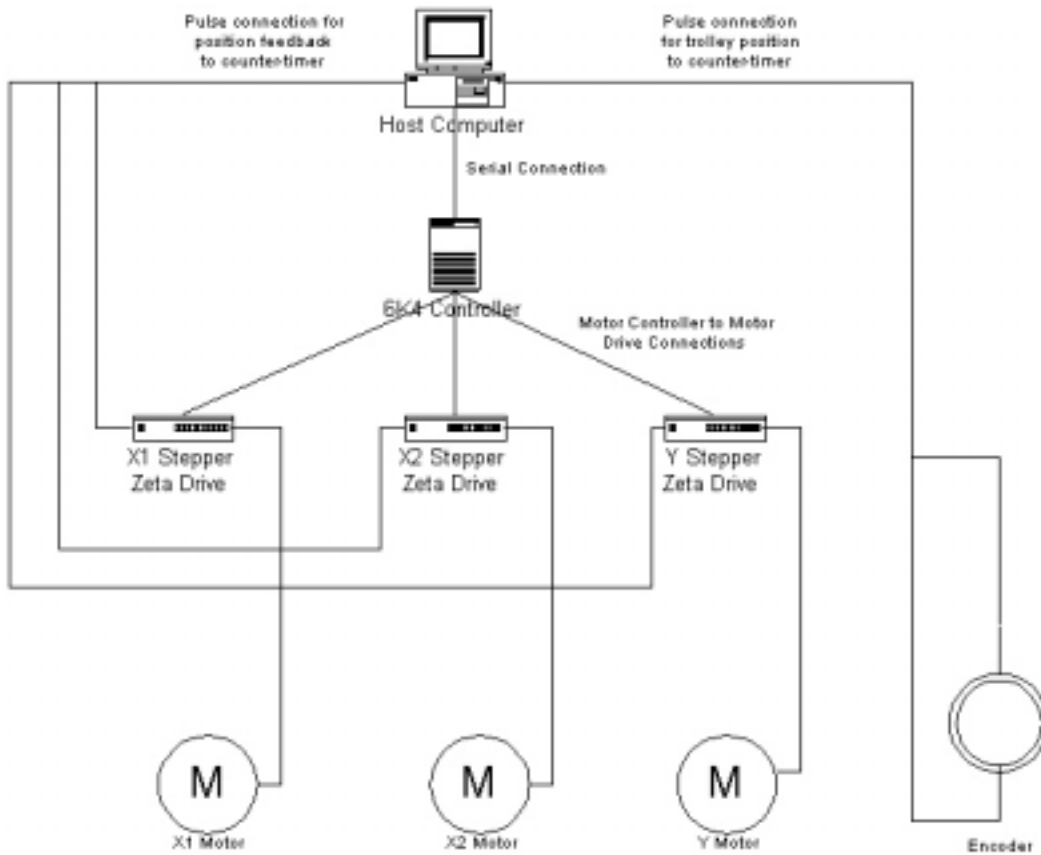 Pulse connection for
position feedback
to counter-timer
Pulse connection
for trolley position
to counter-timer
Host Computer
Serial Connection
6K4 Controller
Motor Controller to Motor
Drive Connections
X1 Stepper
Zeta Drive
X2 Stepper
Zeta Drive
Y Stepper
Zeta Drive
M
M
M
X1 Motor
X2 Motor
Y Motor
Encoder